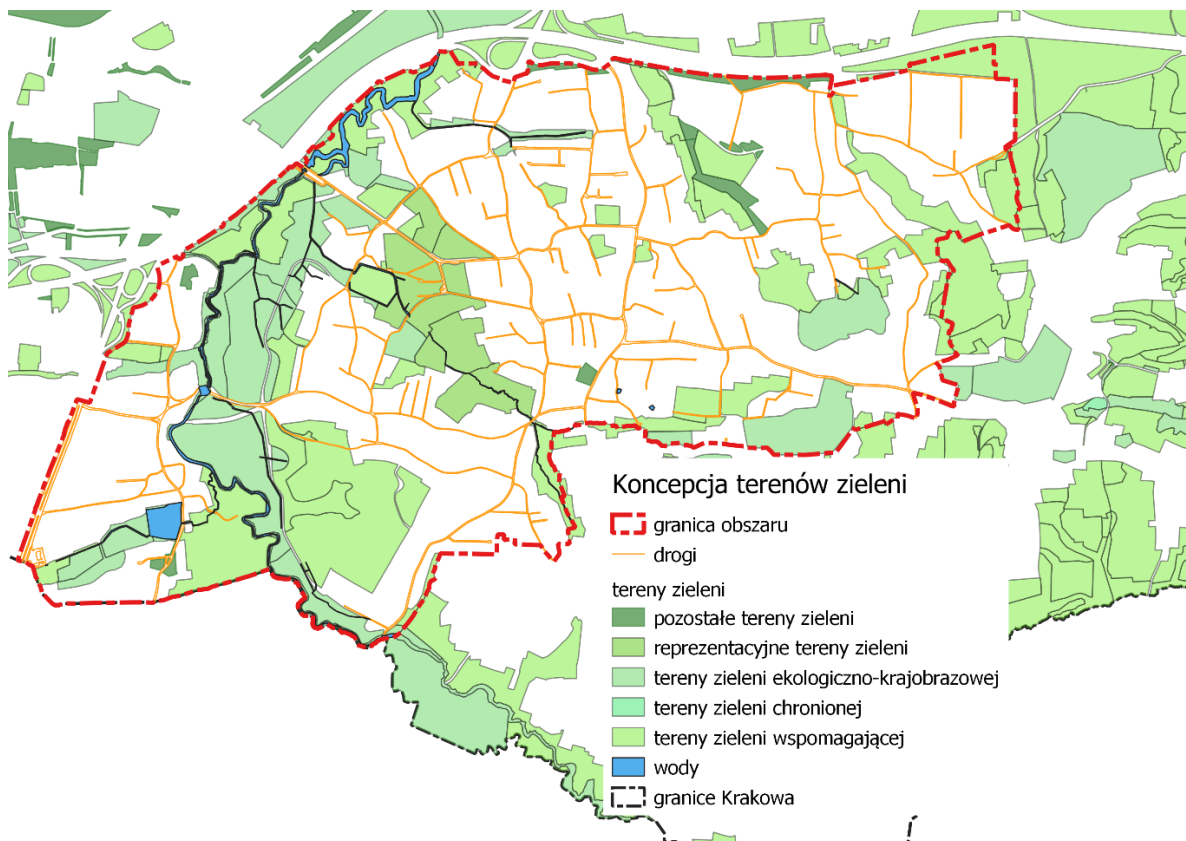 Koncepcja terenów zieleni
granica obszaru
drogi
tereny zieleni
pozostałe tereny zieleni
reprezentacyjne tereny zieleni
tereny zieleni ekologiczno-krajobrazowej
tereny zieleni chronionej
tereny zieleni wspomagającej
wody
granice Krakowa